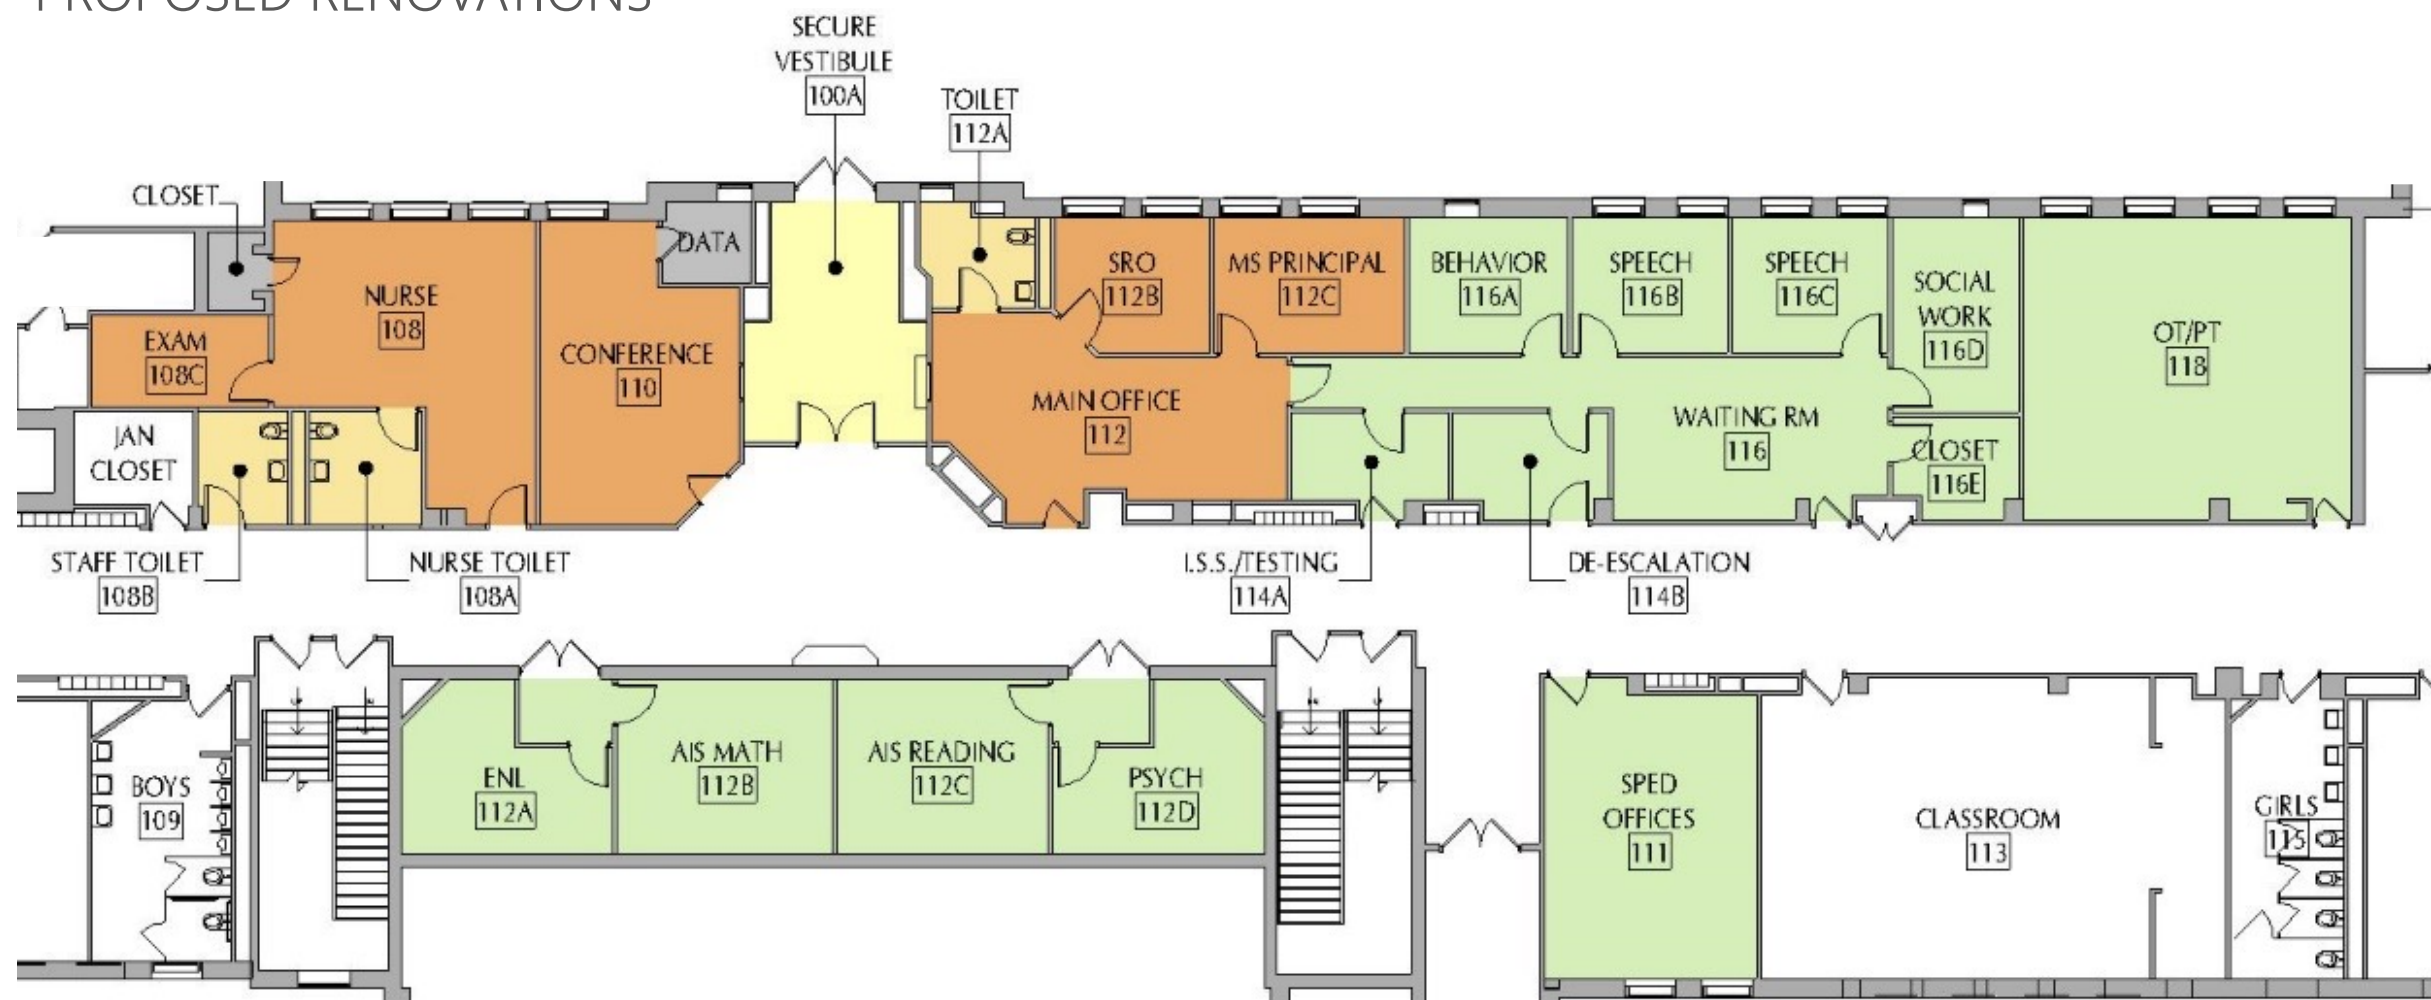 PROPOSED RENOVATIONS
SECURE
VESTIBULE
100A
TOILET
112A
CLOSET
DATA
NURSE
108
EXAM
108C
CONFERENCE
110
SRO
112B
MS PRINCIPAL
112C
BEHAVIOR
116A
SPEECH
116B
SPEECH
116C
SOCIAL
WORK
116D
OT/PT
118
MAIN OFFICE
112
WAITING RM
116
CLOSET
116E
JAN
CLOSET
STAFF TOILET
108B
NURSE TOILET
108A
I.S.S./TESTING
114A
DE-ESCALATION
114B
BOYS
109
ENL
112A
AIS MATH
112B
AIS READING
112C
PSYCH
112D
SPED
OFFICES
111
CLASSROOM
113
GIRLS
115